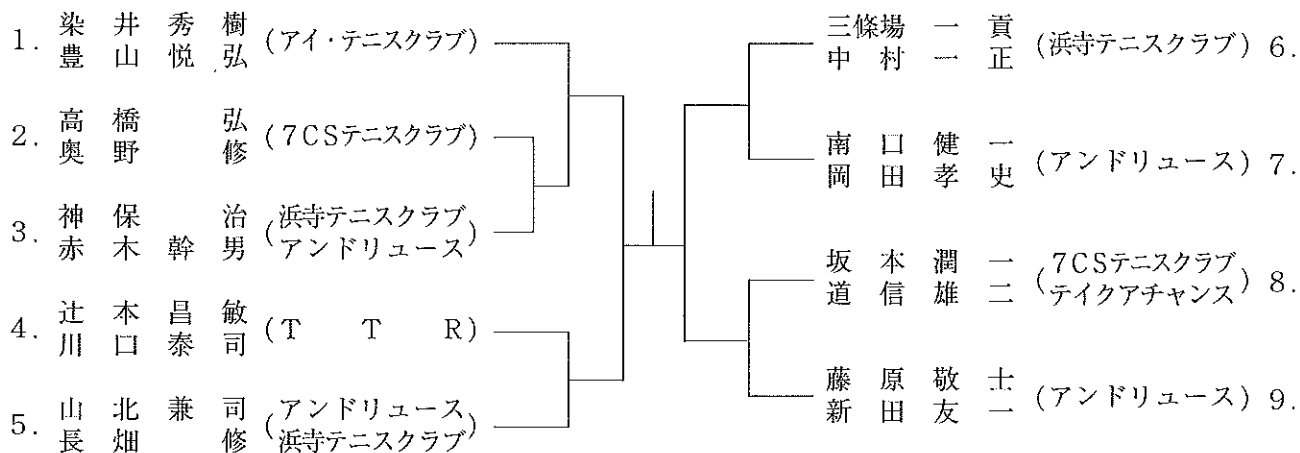 1. 染井秀樹 (アイ・テニスクラブ)
豊山悦弘
2. 高橋弘 (7CSテニスクラブ)
奥野修
3. 神保治 (浜寺テニスクラブ
赤木幹男 アンドリュース)
4. 辻本昌敏 (TTR)
川口泰司
5. 山北兼司 (アンドリュース
長畑修 浜寺テニスクラブ)
三條場一貢 (浜寺テニスクラブ) 6.
中村一正
南口健一 (アンドリュース) 7.
岡田孝史
坂本潤一 (7CSテニスクラブ
道信雄二 テイクアチャンス) 8.
藤原敬士 (アンドリュース) 9.
新田友一